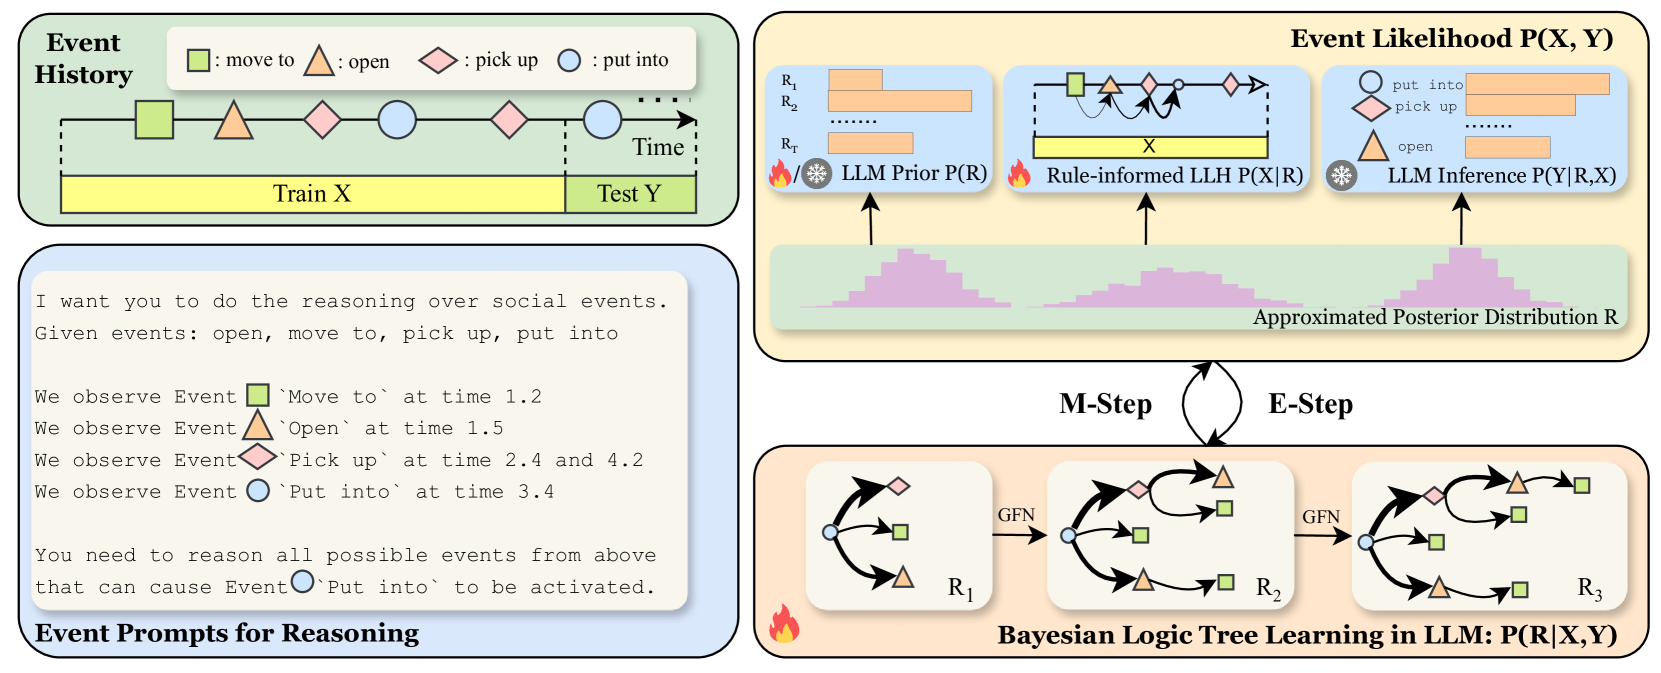 Event
History
: move to
: open
: pick up
: put into
....
Time
Train X
Test Y
I want you to do the reasoning over social events.
Given events: open, move to, pick up, put into
We observe Event `Move to` at time 1.2
We observe Event `Open` at time 1.5
We observe Event `Pick up` at time 2.4 and 4.2
We observe Event `Put into` at time 3.4
You need to reason all possible events from above
that can cause Event `Put into` to be activated.
Event Prompts for Reasoning
Event Likelihood P(X, Y)
R1
R2
.......
RT
/ LLM Prior P(R)
X
Rule-informed LLH P(X|R)
put into
pick up
.......
open
LLM Inference P(Y|R,X)
Approximated Posterior Distribution R
M-Step
E-Step
R1
GFN
R2
GFN
R3
Bayesian Logic Tree Learning in LLM: P(R|X,Y)